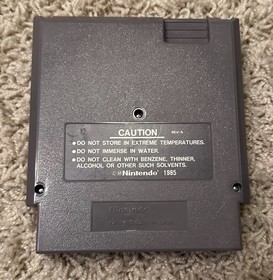 CAUTION REV-A
●DO NOT STORE IN EXTREME TEMPERATURES.
●DO NOT IMMERSE IN WATER.
●DO NOT CLEAN WITH BENZENE, THINNER,
ALCOHOL OR OTHER SUCH SOLVENTS.
©®Nintendo 1985